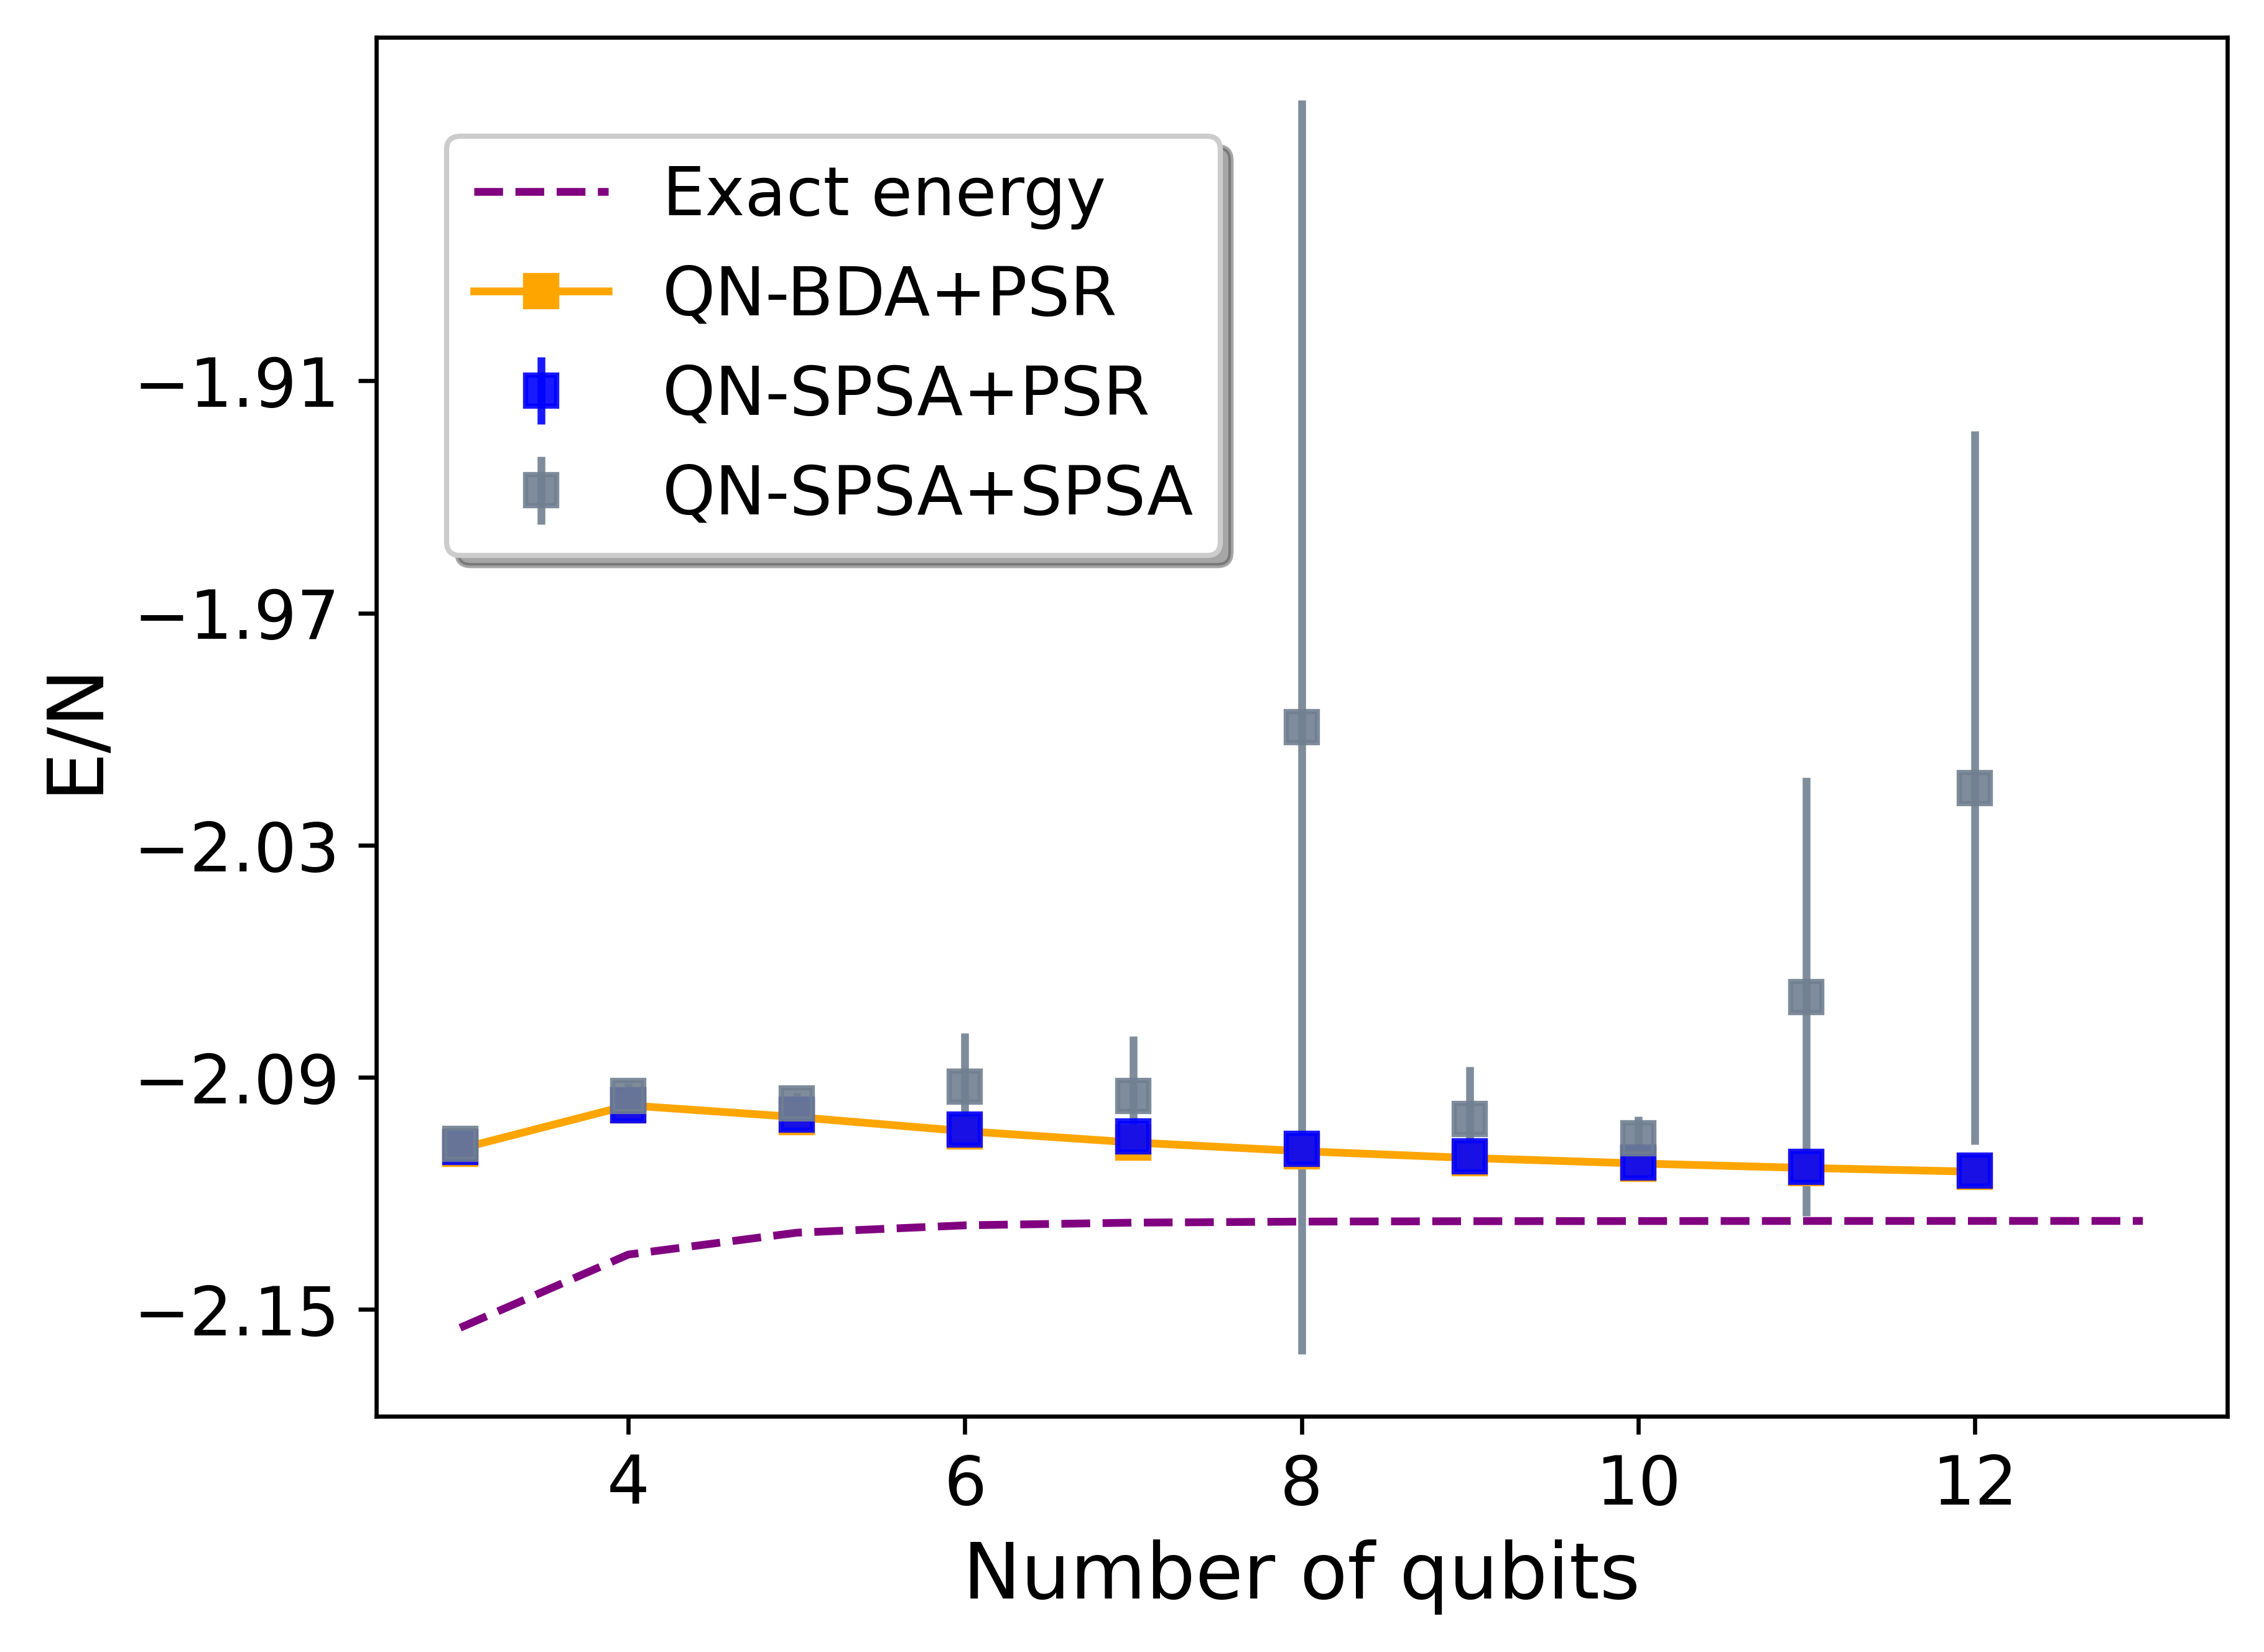 Exact energy
QN-BDA+PSR
QN-SPSA+PSR
QN-SPSA+SPSA
−1.91
−1.97
−2.03
−2.09
−2.15
E/N
4 6 8 10 12
Number of qubits